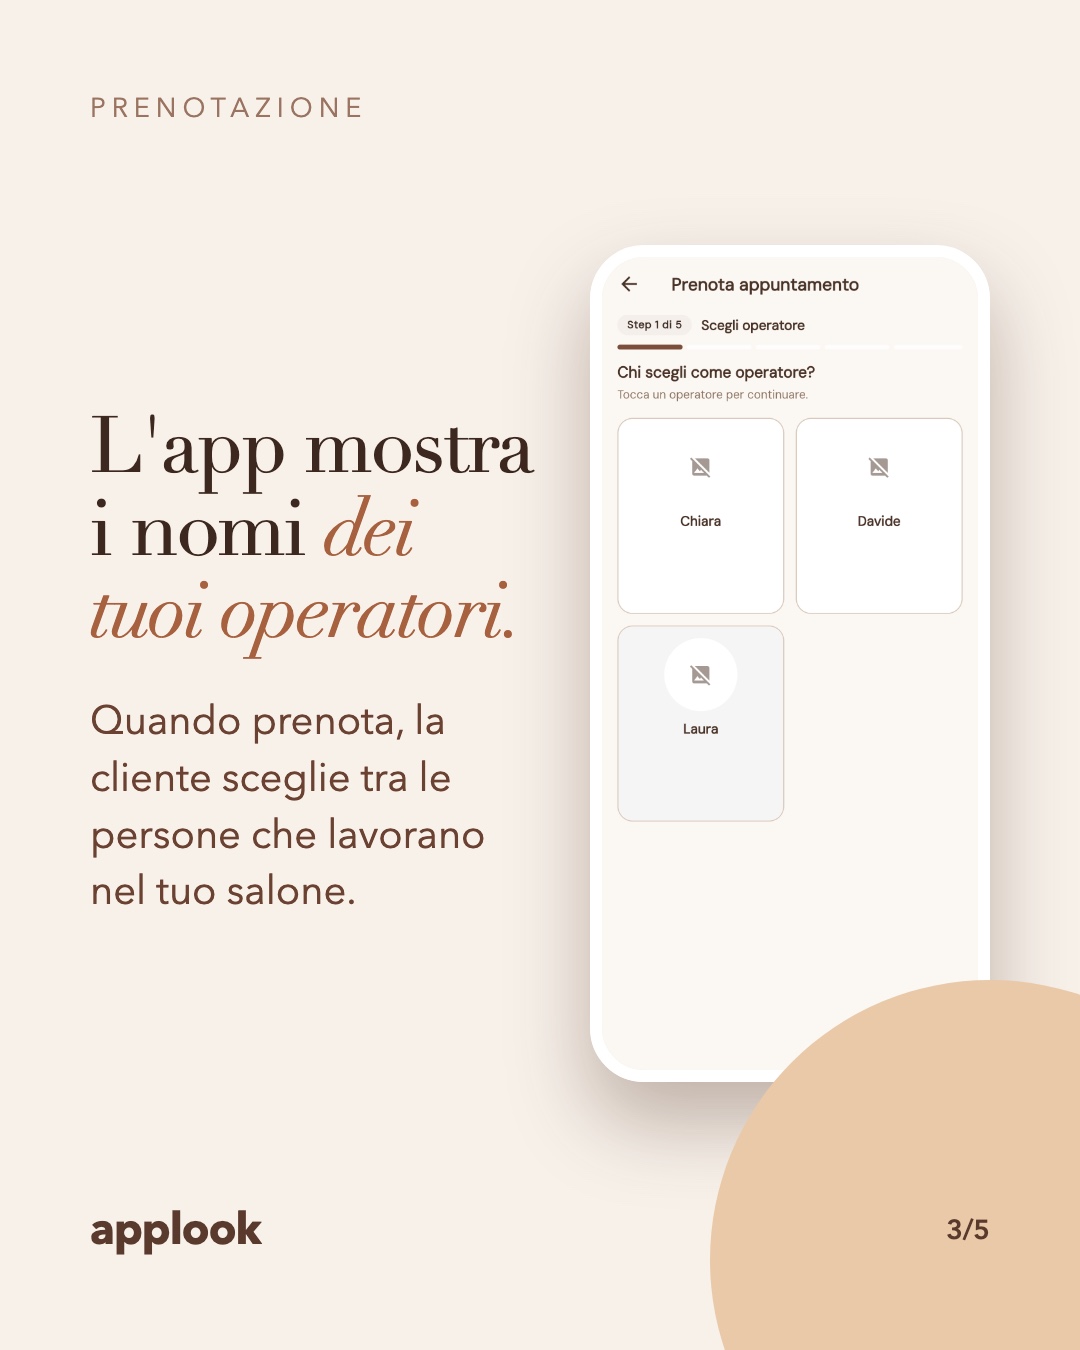 PRENOTAZIONE
L'app mostra
i nomi dei
tuoi operatori.
Quando prenota, la
cliente sceglie tra le
persone che lavorano
nel tuo salone.
Prenota appuntamento
Step 1 di 5 Scegli operatore
Chi scegli come operatore?
Tocca un operatore per continuare.
Chiara
Davide
Laura
applook
3/5